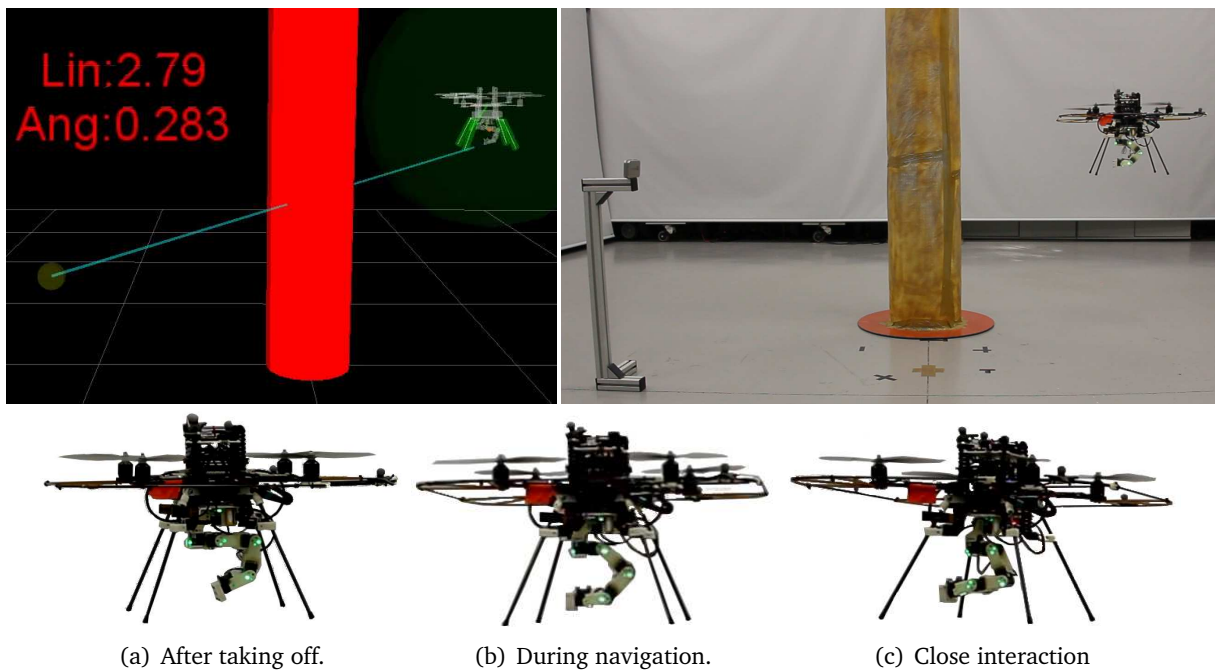 Lin:2.79
Ang:0.283
(a) After taking off.
(b) During navigation.
(c) Close interaction